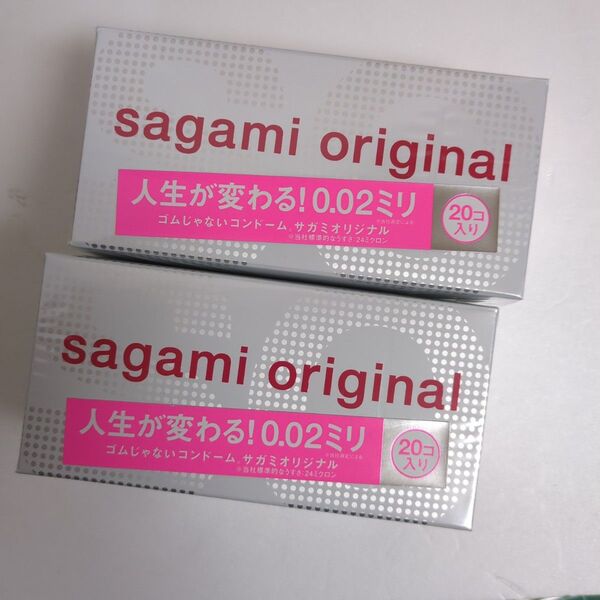 sagami original
人生が変わる!0.02ミリ
ゴムじゃないコンドーム。サガミオリジナル
20コ
入り
sagami original
人生が変わる!0.02ミリ
ゴムじゃないコンドーム。サガミオリジナル
20コ
入り